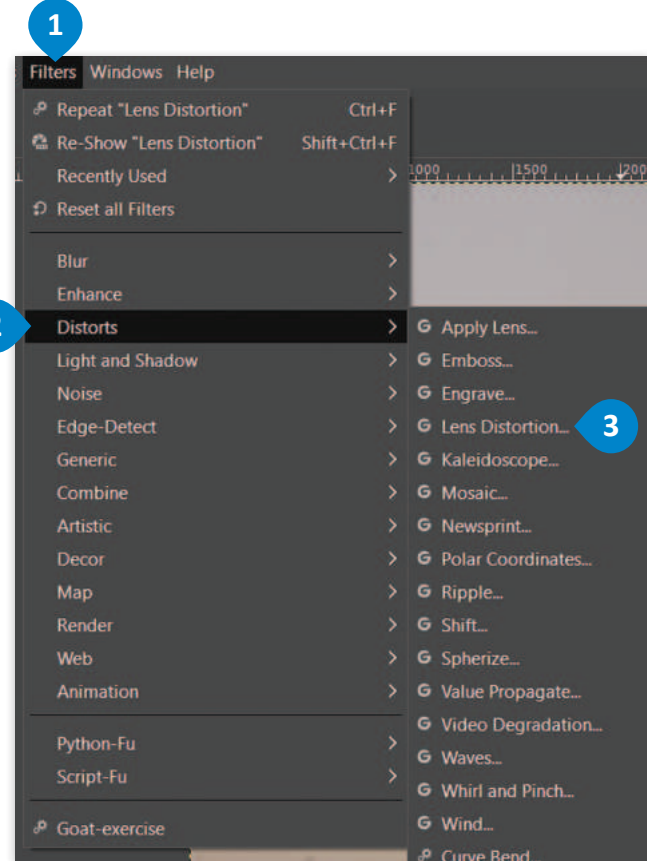 1
Filters Windows Help
Repeat "Lens Distortion" Ctrl+F
Re-Show "Lens Distortion" Shift+Ctrl+F
Recently Used >
1000 1500 200
Reset all Filters
Blur >
Enhance >
2
Distorts >
Light and Shadow >
Noise >
Edge-Detect >
Generic >
Combine >
Artistic >
Decor >
Map >
Render >
Web >
Animation >
Python-Fu >
Script-Fu >
Goat-exercise
G Apply Lens...
G Emboss...
G Engrave...
G Lens Distortion... 3
G Kaleidoscope...
G Mosaic...
G Newsprint...
G Polar Coordinates...
G Ripple...
G Shift...
G Spherize...
G Value Propagate...
G Video Degradation...
G Waves...
G Whirl and Pinch...
G Wind...
Curve Bend